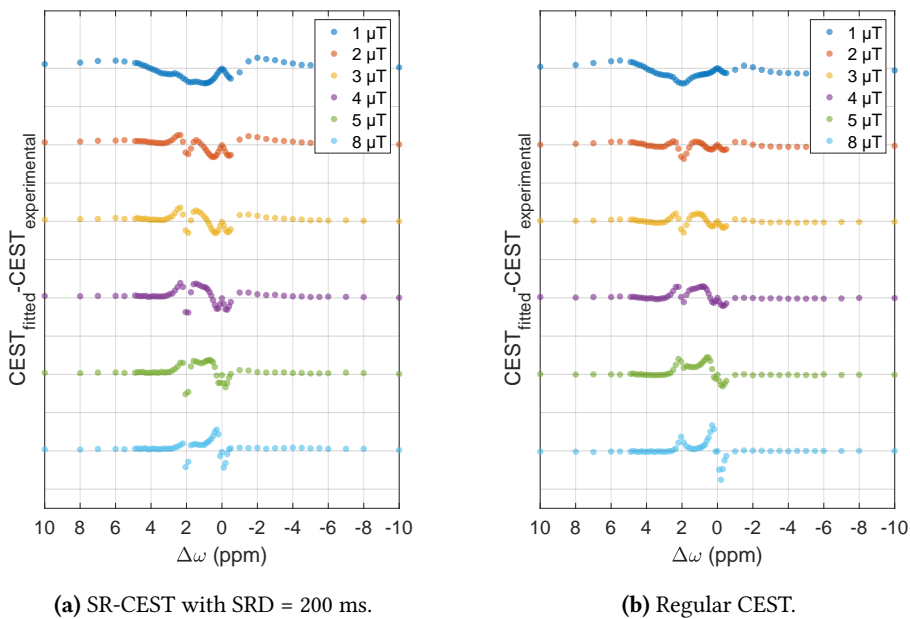 1 µT
2 µT
3 µT
4 µT
5 µT
8 µT
CEST_fitted-CEST_experimental
10 8 6 4 2 0 -2 -4 -6 -8 -10
Δω (ppm)
(a) SR-CEST with SRD = 200 ms.
1 µT
2 µT
3 µT
4 µT
5 µT
8 µT
CEST_fitted-CEST_experimental
10 8 6 4 2 0 -2 -4 -6 -8 -10
Δω (ppm)
(b) Regular CEST.